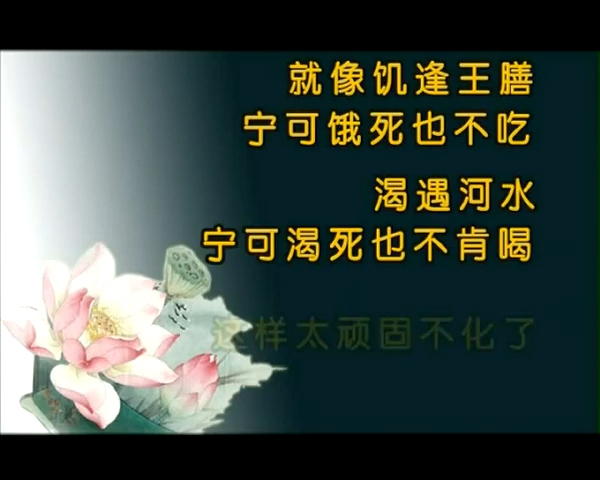 就像饥逢王膳
宁可饿死也不吃
渴遇河水
宁可渴死也不肯喝
这样太顽固不化了